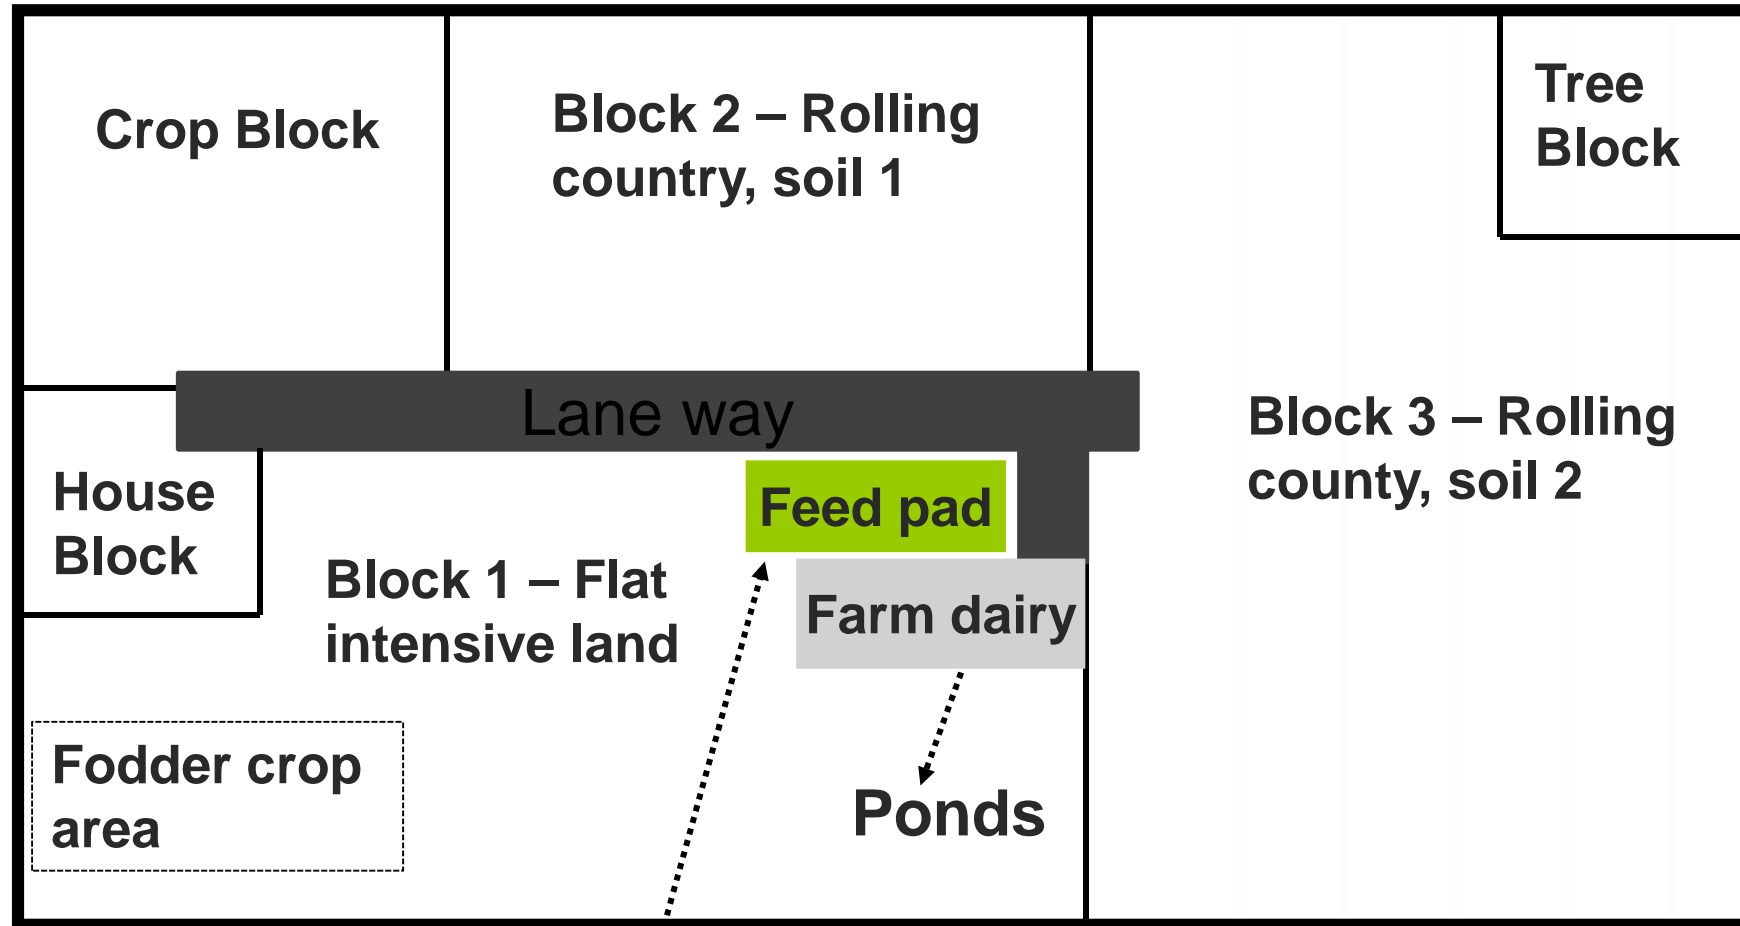 Crop Block
Block 2 – Rolling
country, soil 1
Tree
Block
Lane way
Block 3 – Rolling
county, soil 2
House
Block
Feed pad
Block 1 – Flat
intensive land
Farm dairy
Fodder crop
area
Ponds